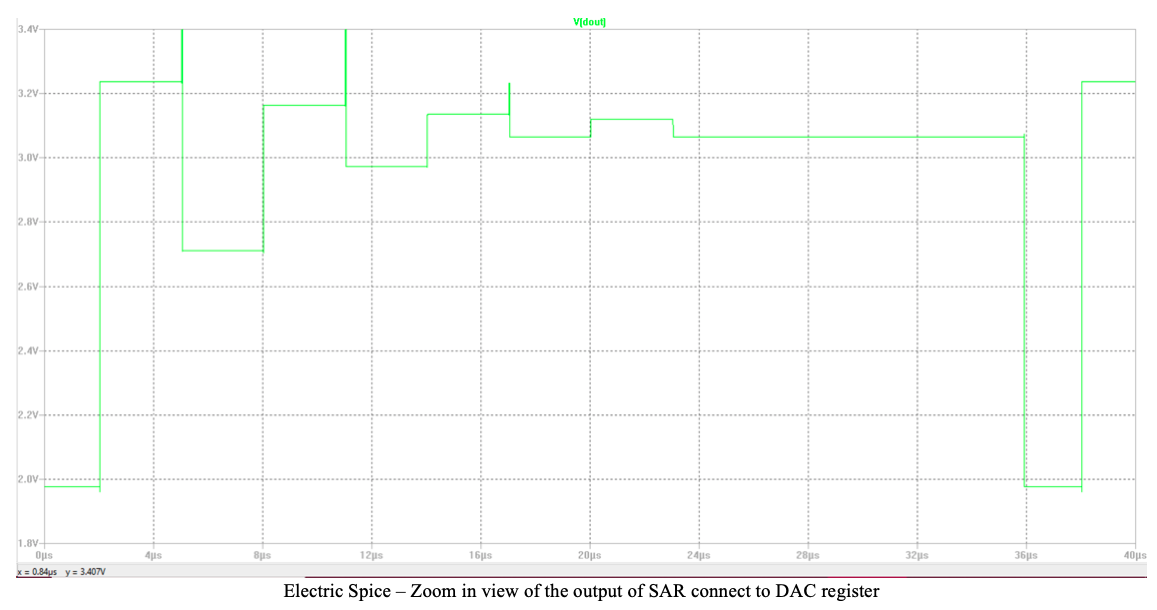 V[dout]
3.4V
3.2V
3.0V
2.8V
2.6V
2.4V
2.2V
2.0V
1.8V
0µs 4µs 8µs 12µs 16µs 20µs 24µs 28µs 32µs 36µs 40µs
x = 0.84µs y = 3.407V
Electric Spice – Zoom in view of the output of SAR connect to DAC register